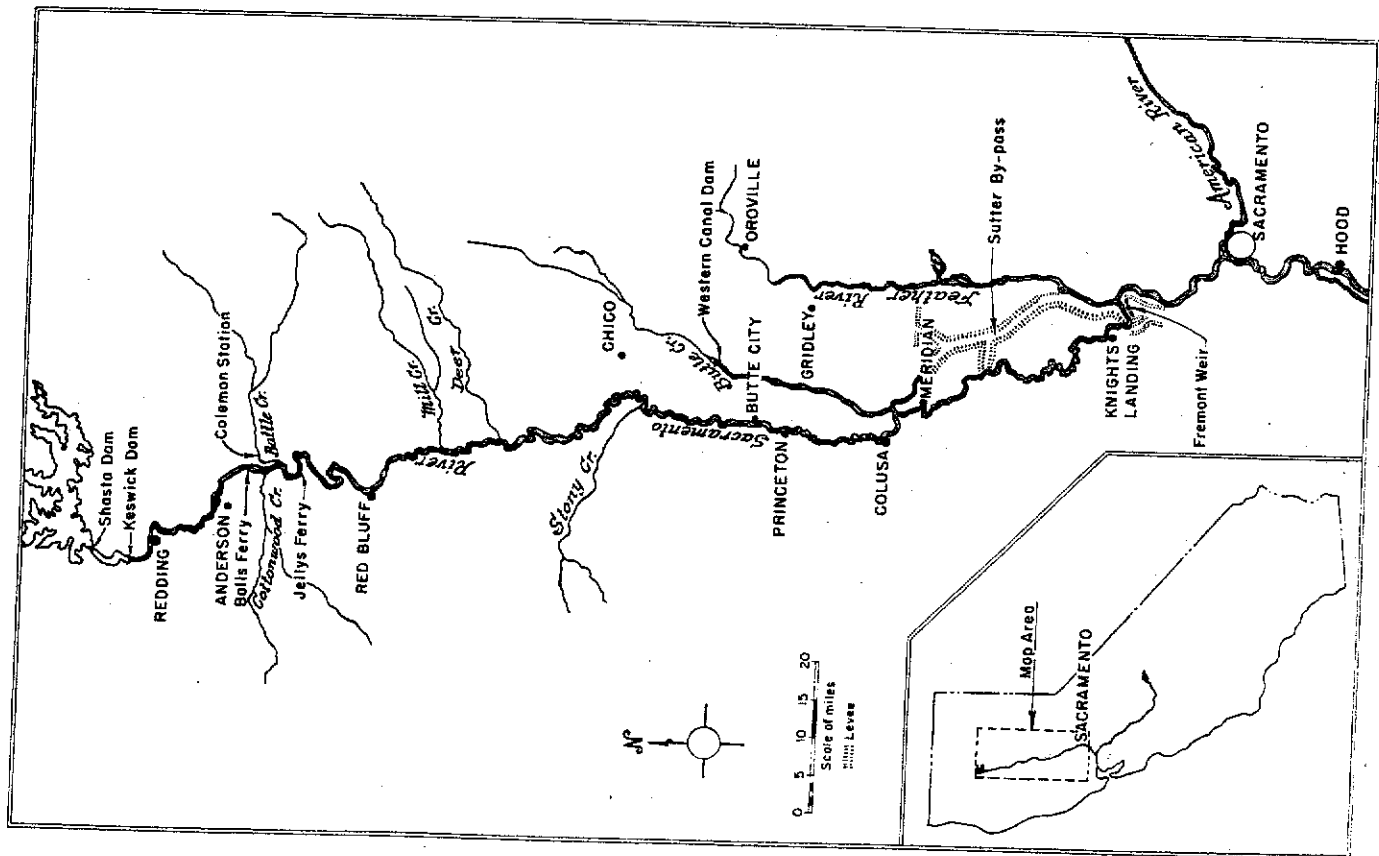 Shasta Dam
Keswick Dam
REDDING
Coleman Station
ANDERSON
Balls Ferry
Battle Cr.
Cottonwood Cr.
Jellys Ferry
RED BLUFF
Mill Cr.
Deer Cr.
River
CHICO
Stony Cr.
Butte Cr.
Western Canal Dam
OROVILLE
Sacramento
BUTTE CITY
PRINCETON
GRIDLEY
River
Feather
COLUSA
MERIDIAN
Sutter By-pass
KNIGHTS
LANDING
Fremont Weir
American River
SACRAMENTO
HOOD
N
0 5 10 15 20
Scale of miles
Levee
Map Area
SACRAMENTO